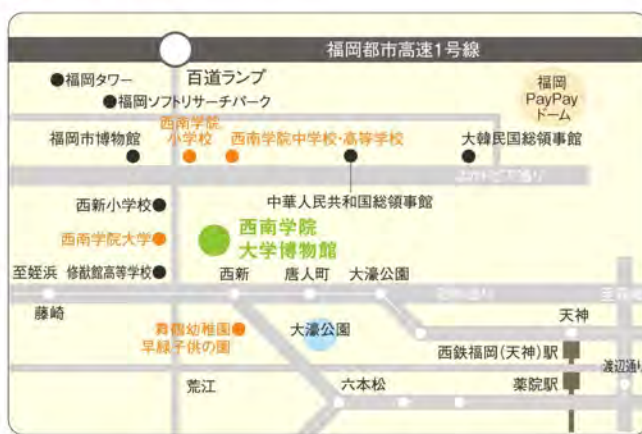 福岡都市高速1号線
福岡タワー
百道ランプ
福岡ソフトリサーチパーク
福岡
PayPay
ドーム
西南学院
小学校
福岡市博物館
西南学院中学校・高等学校
大韓民国総領事館
中華人民共和国総領事館
西新小学校
西南学院大学
西南学院
大学博物館
至姪浜
修猷館高等学校
西新
唐人町
大濠公園
藤崎
天神
舞鶴幼稚園
早緑子供の園
大濠公園
西鉄福岡(天神)駅
渡辺通り
荒江
六本松
薬院駅